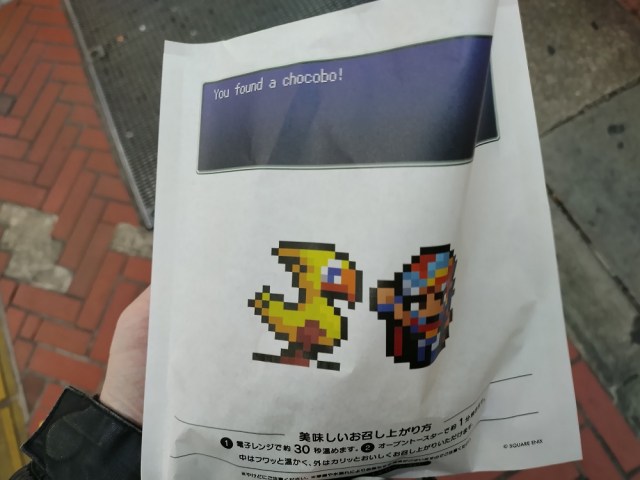 You found a chocobo!
美味しいお召し上がり方
❶ 電子レンジで約 30 秒温めます。❷ オーブントースターで約 1
中はフワッと温かく、外はカリッとおいしくお召し上がりいただけます
© SQUARE ENIX